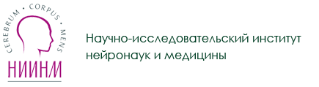 CEREBRUM · CORPUS · MENS
НИИНМ
Научно-исследовательский институт
нейронаук и медицины